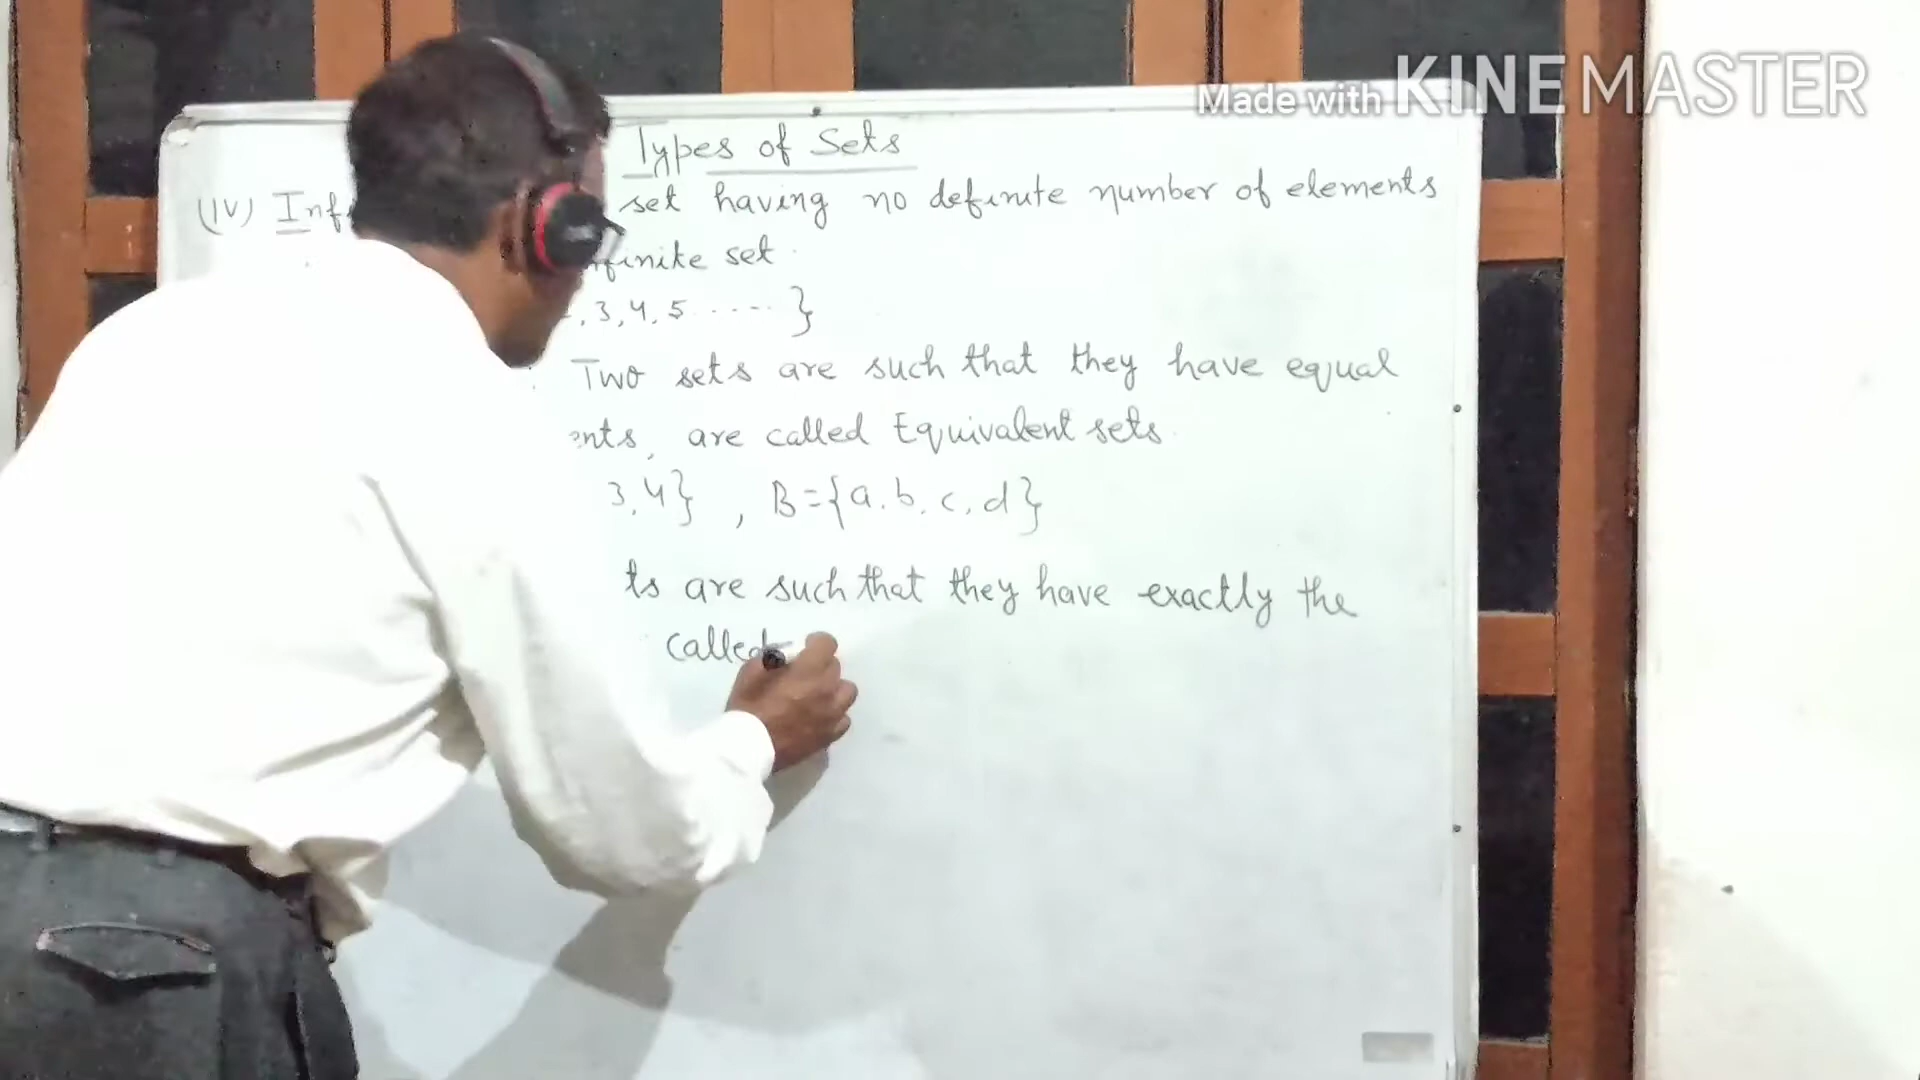 Made with KINEMASTER
Types of Sets
(IV) Inf set having no definite number of elements
finite set
, 3, 4, 5 ..... }
Two sets are such that they have equal
ents, are called Equivalent sets
3, 4} , B={a, b, c, d}
ts are such that they have exactly the
called